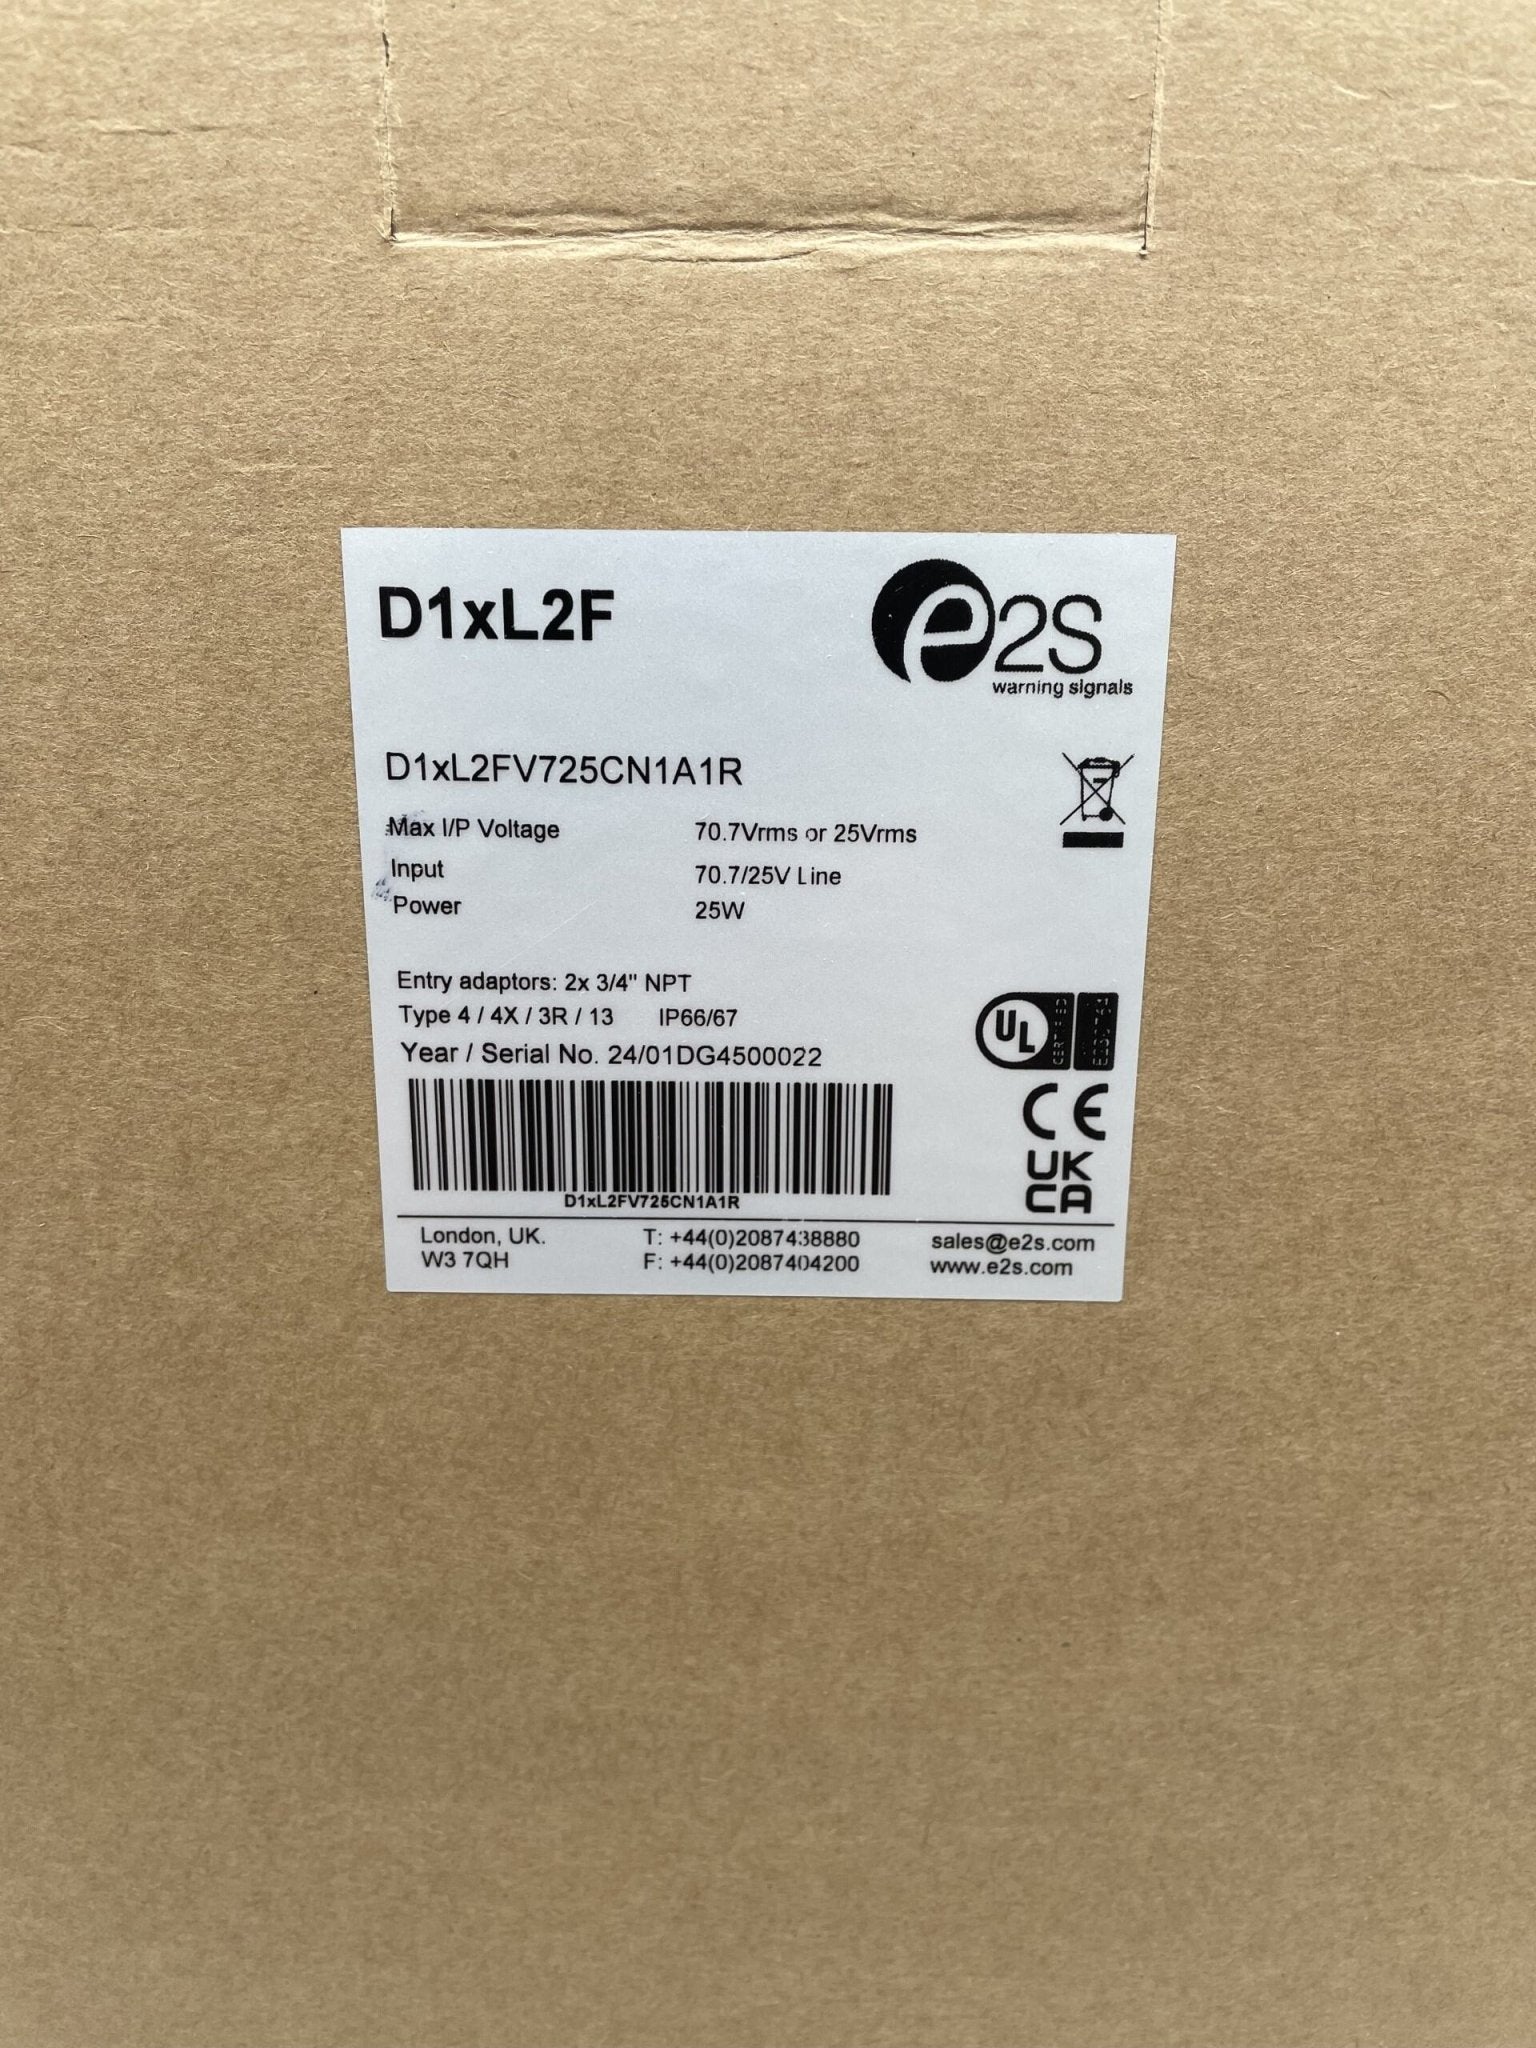 D1xL2F
e2S
warning signals
D1xL2FV725CN1A1R
Max I/P Voltage 70.7Vrms or 25Vrms
Input 70.7/25V Line
Power 25W
Entry adaptors: 2x 3/4" NPT
Type 4 / 4X / 3R / 13 IP66/67
Year / Serial No. 24/01DG4500022
UL CERTIFIED
CE
UK
CA
D1xL2FV725CN1A1R
London, UK. T: +44(0)2087438880 sales@e2s.com
W3 7QH F: +44(0)2087404200 www.e2s.com